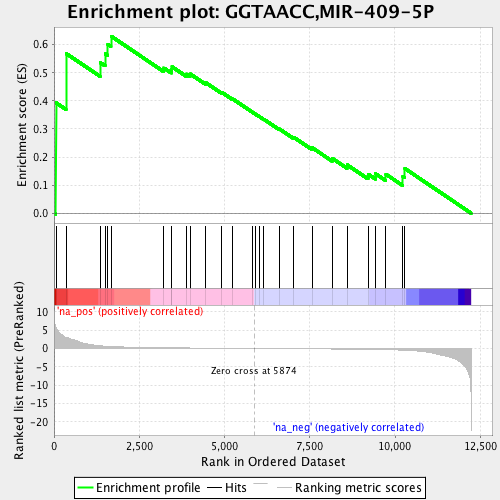 Enrichment plot: GGTAACC,MIR-409-5P
Enrichment score (ES)
0.6
0.5
0.4
0.3
0.2
0.1
0.0
'na_pos' (positively correlated)
Ranked list metric (PreRanked)
10
5
0
-5
-10
-15
-20
Zero cross at 5874
'na_neg' (negatively correlated)
0
2,500
5,000
7,500
10,000
12,500
Rank in Ordered Dataset
Enrichment profile
Hits
Ranking metric scores